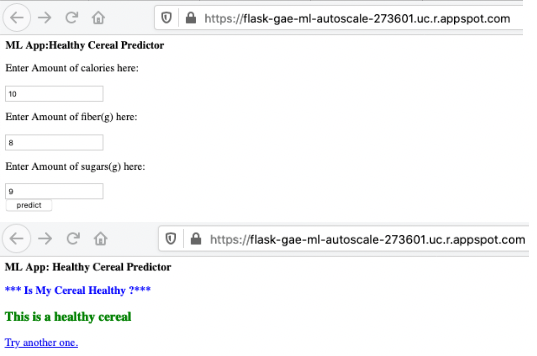 https://flask-gae-ml-autoscale-273601.uc.r.appspot.com
ML App:Healthy Cereal Predictor
Enter Amount of calories here:
10
Enter Amount of fiber(g) here:
8
Enter Amount of sugars(g) here:
9
predict
https://flask-gae-ml-autoscale-273601.uc.r.appspot.com
ML App: Healthy Cereal Predictor
*** Is My Cereal Healthy ?***
This is a healthy cereal
Try another one.